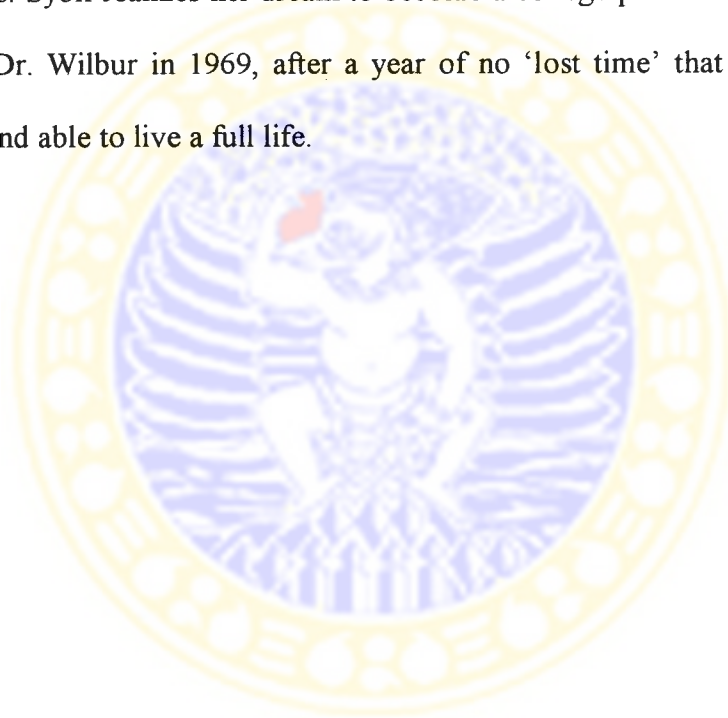 Dr. Wilbur in 1969, after a year of no ‘lost time’ that
nd able to live a full life.